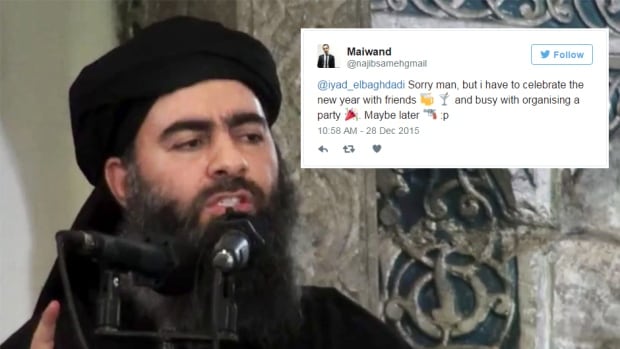 Maiwand
@najibsamehgmail
Follow
@iyad_elbaghdadi Sorry man, but i have to celebrate the
new year with friends 🍻 🍸 and busy with organising a
party 🎉. Maybe later 🔫 :p
10:58 AM - 28 Dec 2015